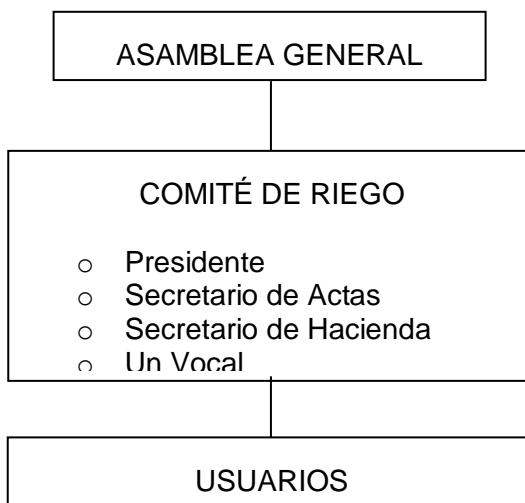 ASAMBLEA GENERAL
COMITÉ DE RIEGO
o Presidente
o Secretario de Actas
o Secretario de Hacienda
o Un Vocal
USUARIOS